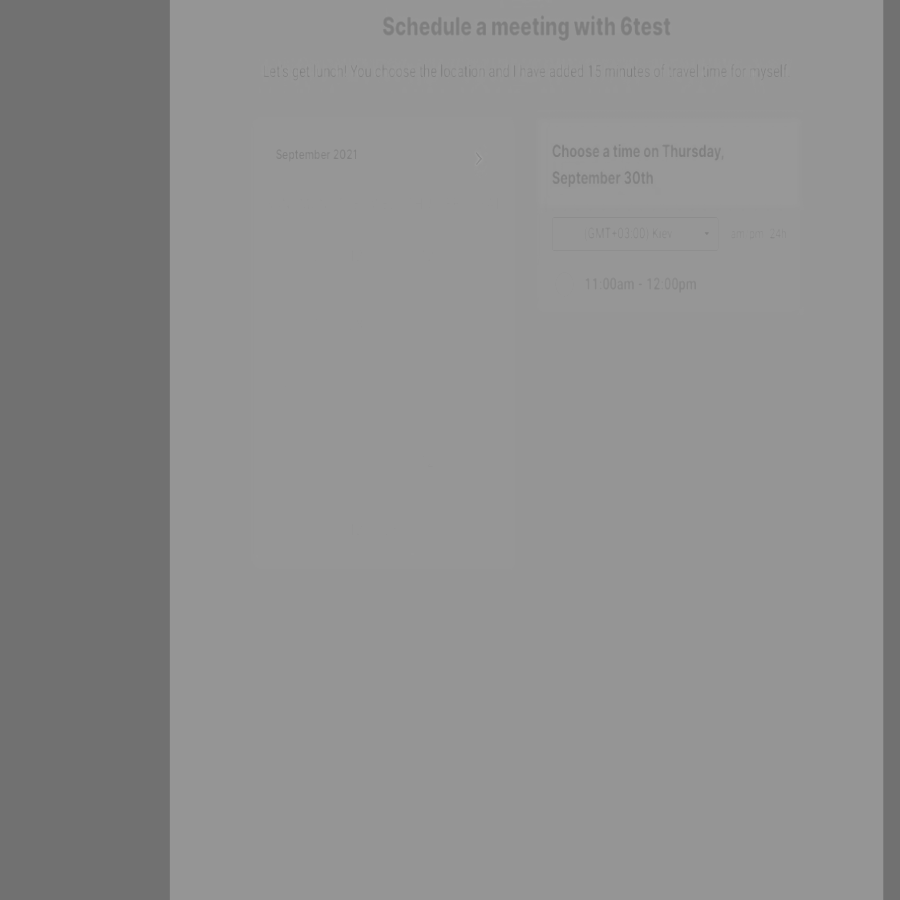 Schedule a meeting with 6test
Let's get lunch! You choose the location and I have added 15 minutes of travel time for myself.
September 2021
Choose a time on Thursday,
September 30th
(GMT+03:00) Kiev
am pm 24h
11:00am - 12:00pm